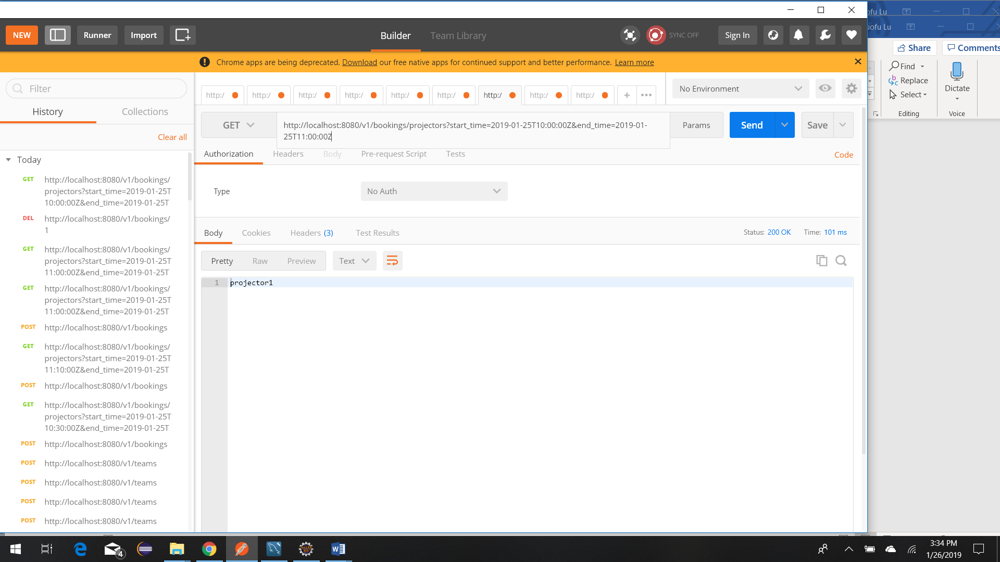 ofu Lu
uofu Lu
NEW
Runner
Import
Builder
Team Library
SYNC OFF
Sign In
Share
Comments
Chrome apps are being deprecated. Download our free native apps for continued support and better performance. Learn more
Find
Replace
Select
Editing
Dictate
Voice
Filter
History
Collections
Clear all
Today
GET
http://localhost:8080/v1/bookings/
projectors?start_time=2019-01-25T
10:00:00Z&end_time=2019-01-25T
DEL
http://localhost:8080/v1/bookings/
1
GET
http://localhost:8080/v1/bookings/
projectors?start_time=2019-01-25T
11:00:00Z&end_time=2019-01-25T
GET
http://localhost:8080/v1/bookings/
projectors?start_time=2019-01-25T
11:00:00Z&end_time=2019-01-25T
POST
http://localhost:8080/v1/bookings
GET
http://localhost:8080/v1/bookings/
projectors?start_time=2019-01-25T
11:10:00Z&end_time=2019-01-25T
POST
http://localhost:8080/v1/bookings
GET
http://localhost:8080/v1/bookings/
projectors?start_time=2019-01-25T
10:30:00Z&end_time=2019-01-25T
POST
http://localhost:8080/v1/bookings
POST
http://localhost:8080/v1/teams
POST
http://localhost:8080/v1/teams
POST
http://localhost:8080/v1/teams
POST
http://localhost:8080/v1/teams
http:/
http:/
http:/
http:/
http:/
http:/
http:/
http:/
http:/
No Environment
GET
http://localhost:8080/v1/bookings/projectors?start_time=2019-01-25T10:00:00Z&end_time=2019-01-
25T11:00:00Z
Params
Send
Save
Authorization
Headers
Body
Pre-request Script
Tests
Code
Type
No Auth
Body
Cookies
Headers (3)
Test Results
Status: 200 OK
Time: 101 ms
Pretty
Raw
Preview
Text
1
projector1
4
3:34 PM
1/26/2019